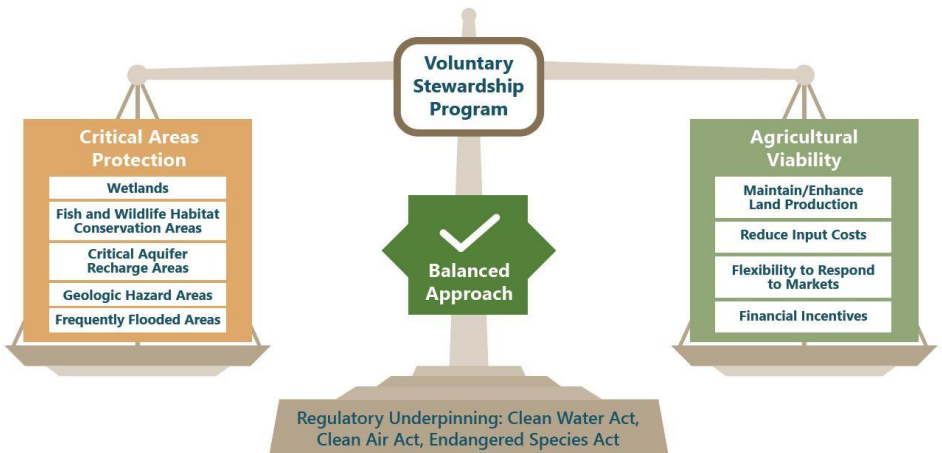 Voluntary
Stewardship
Program
Critical Areas
Protection
Wetlands
Fish and Wildlife Habitat
Conservation Areas
Critical Aquifer
Recharge Areas
Geologic Hazard Areas
Frequently Flooded Areas
Balanced
Approach
Agricultural
Viability
Maintain/Enhance
Land Production
Reduce Input Costs
Flexibility to Respond
to Markets
Financial Incentives
Regulatory Underpinning: Clean Water Act,
Clean Air Act, Endangered Species Act